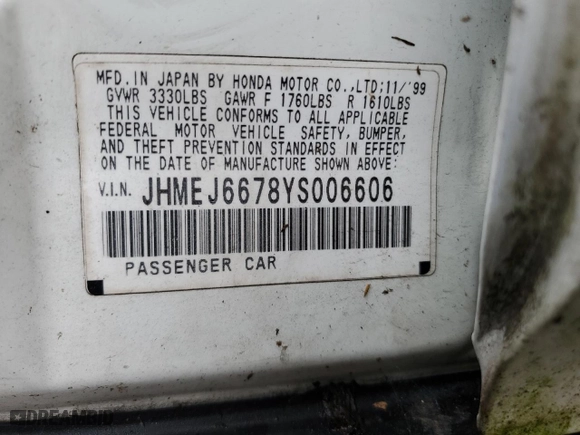 MFD. IN JAPAN BY HONDA MOTOR CO.,LTD;11/'99
GVWR 3330LBS GAWR F 1760LBS R 1610LBS
THIS VEHICLE CONFORMS TO ALL APPLICABLE
FEDERAL MOTOR VEHICLE SAFETY, BUMPER,
AND THEFT PREVENTION STANDARDS IN EFFECT
ON THE DATE OF MANUFACTURE SHOWN ABOVE:
V.I.N. JHMEJ6678YS006606
PASSENGER CAR
DREAMBID